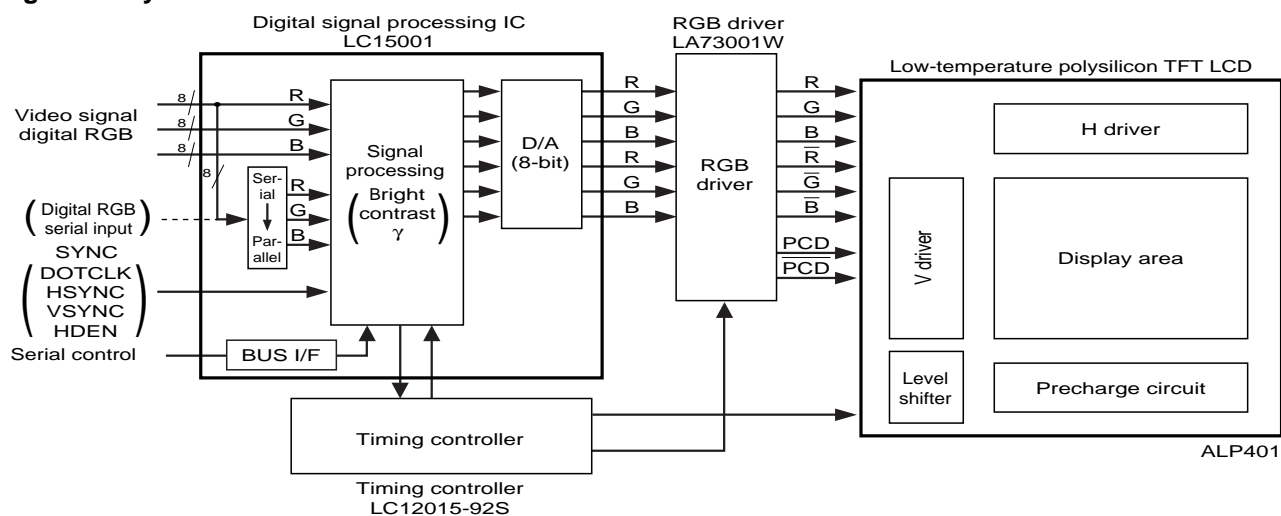 Digital signal processing IC
LC15001
RGB driver
LA73001W
Low-temperature polysilicon TFT LCD
Video signal
digital RGB
8
8
8
8
R
G
B
Ser-
ial
Par-
allel
R
G
B
Signal
processing
(Bright
contrast
γ)
D/A
(8-bit)
R
G
B
R
G
B
RGB
driver
R
G
B
R̅
G̅
B̅
PCD
P̅C̅D̅
H driver
V driver
Display area
Level
shifter
Precharge circuit
ALP401
(Digital RGB
serial input)
SYNC
(DOTCLK
HSYNC
VSYNC
HDEN)
Serial control
BUS I/F
Timing controller
Timing controller
LC12015-92S